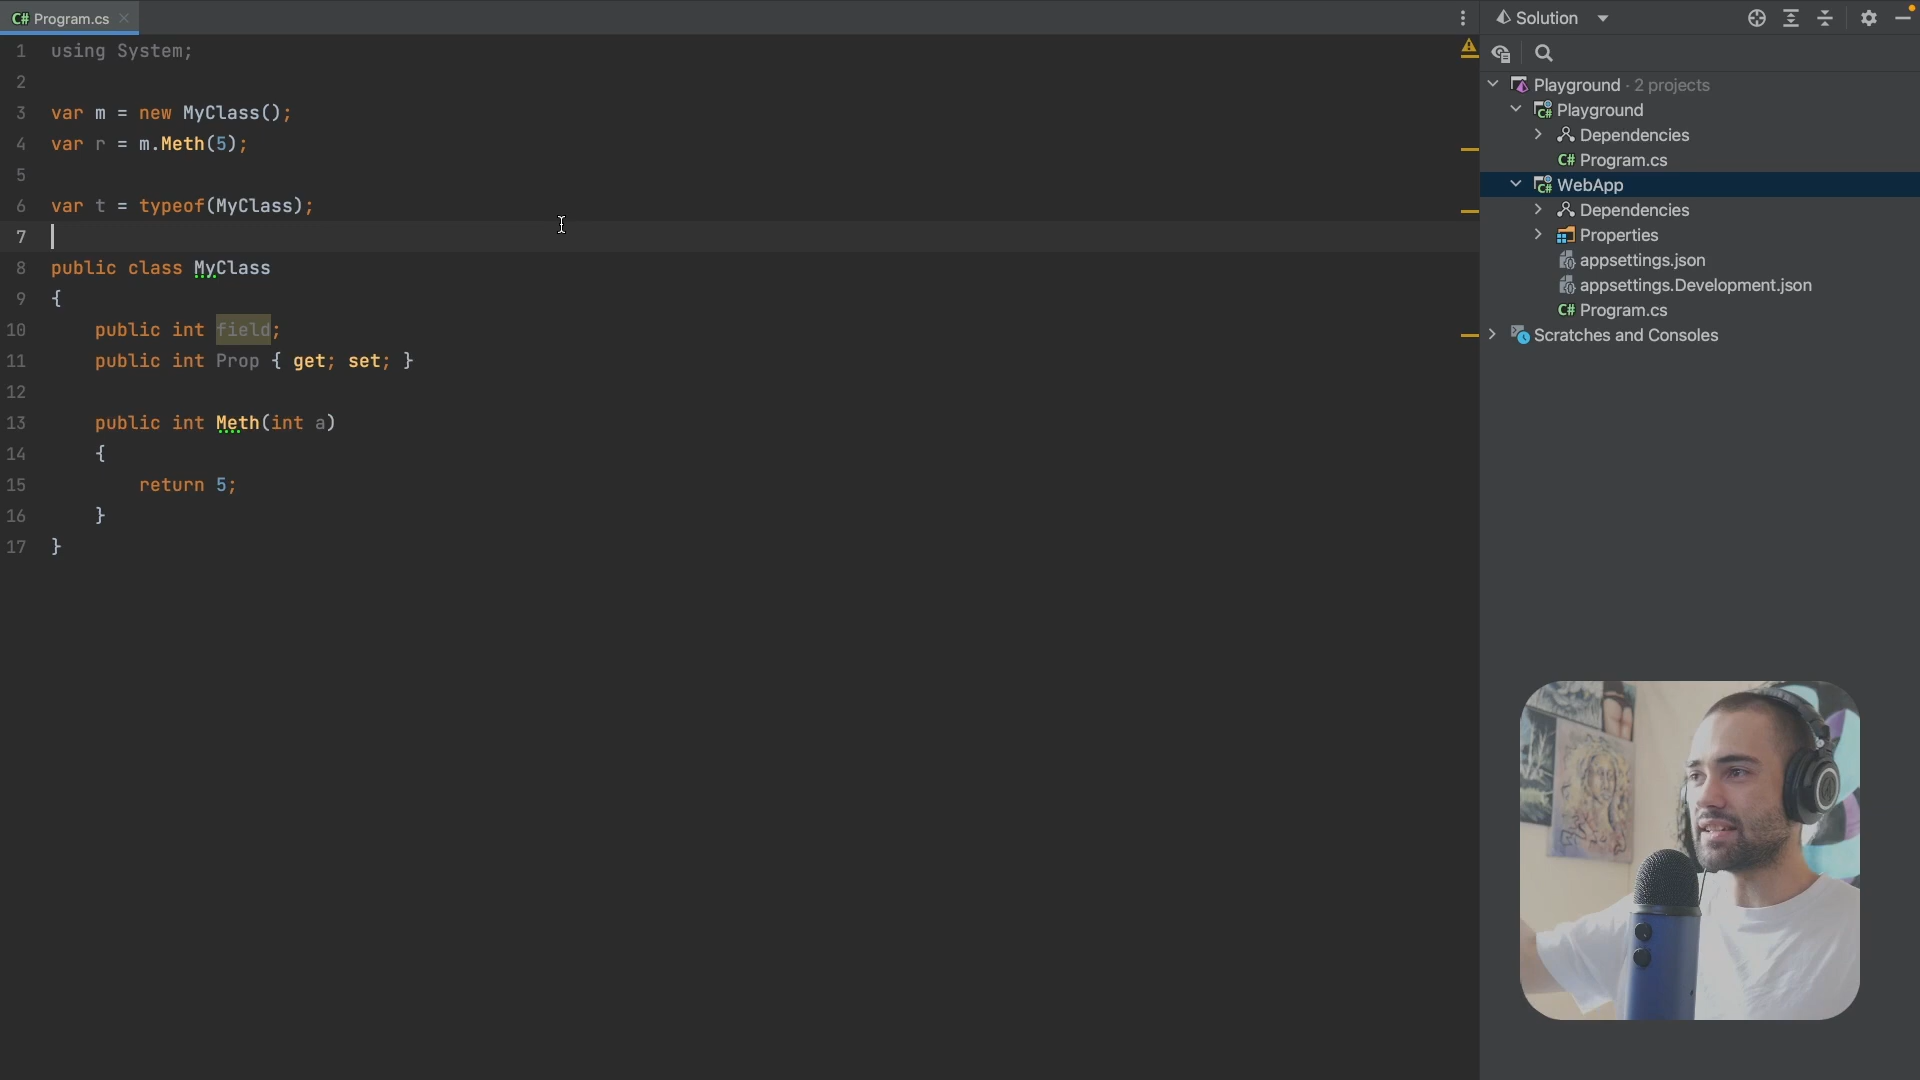 C# Program.cs
Solution
1 using System;
2
3 var m = new MyClass();
4 var r = m.Meth(5);
5
6 var t = typeof(MyClass);
7
8 public class MyClass
9 {
10 public int field;
11 public int Prop { get; set; }
12
13 public int Meth(int a)
14 {
15 return 5;
16 }
17 }
Playground · 2 projects
C# Playground
Dependencies
C# Program.cs
C# WebApp
Dependencies
Properties
appsettings.json
appsettings.Development.json
C# Program.cs
Scratches and Consoles